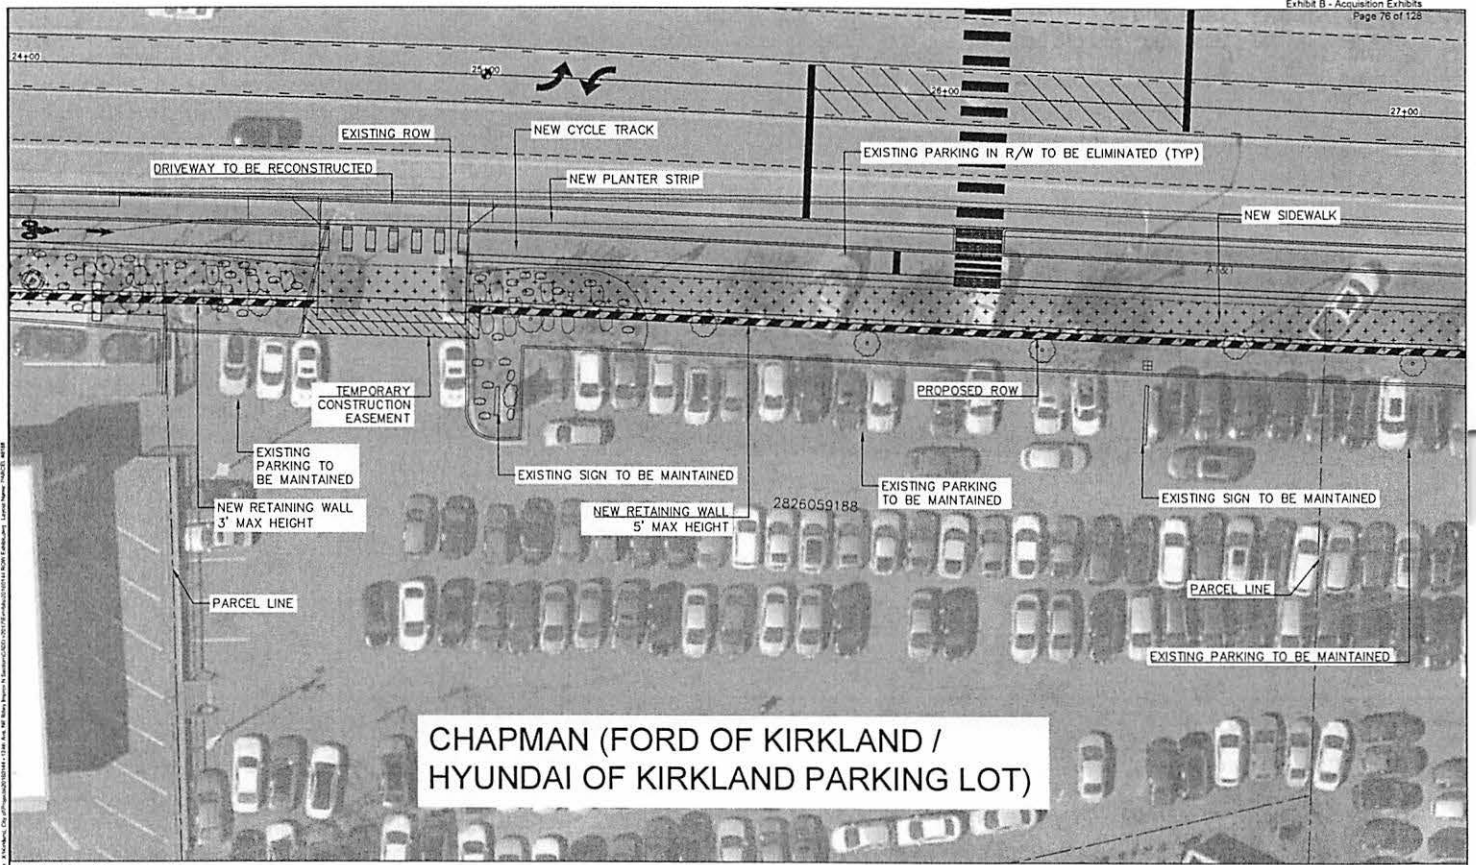 Exhibit B - Acquisition Exhibits
Page 76 of 128
24+00
25+00
26+00
27+00
EXISTING ROW
NEW CYCLE TRACK
EXISTING PARKING IN R/W TO BE ELIMINATED (TYP)
DRIVEWAY TO BE RECONSTRUCTED
NEW PLANTER STRIP
NEW SIDEWALK
TEMPORARY
CONSTRUCTION
EASEMENT
PROPOSED ROW
EXISTING
PARKING TO
BE MAINTAINED
EXISTING SIGN TO BE MAINTAINED
EXISTING PARKING
TO BE MAINTAINED
EXISTING SIGN TO BE MAINTAINED
NEW RETAINING WALL
3' MAX HEIGHT
NEW RETAINING WALL
5' MAX HEIGHT
2826059188
PARCEL LINE
PARCEL LINE
EXISTING PARKING TO BE MAINTAINED
CHAPMAN (FORD OF KIRKLAND /
HYUNDAI OF KIRKLAND PARKING LOT)